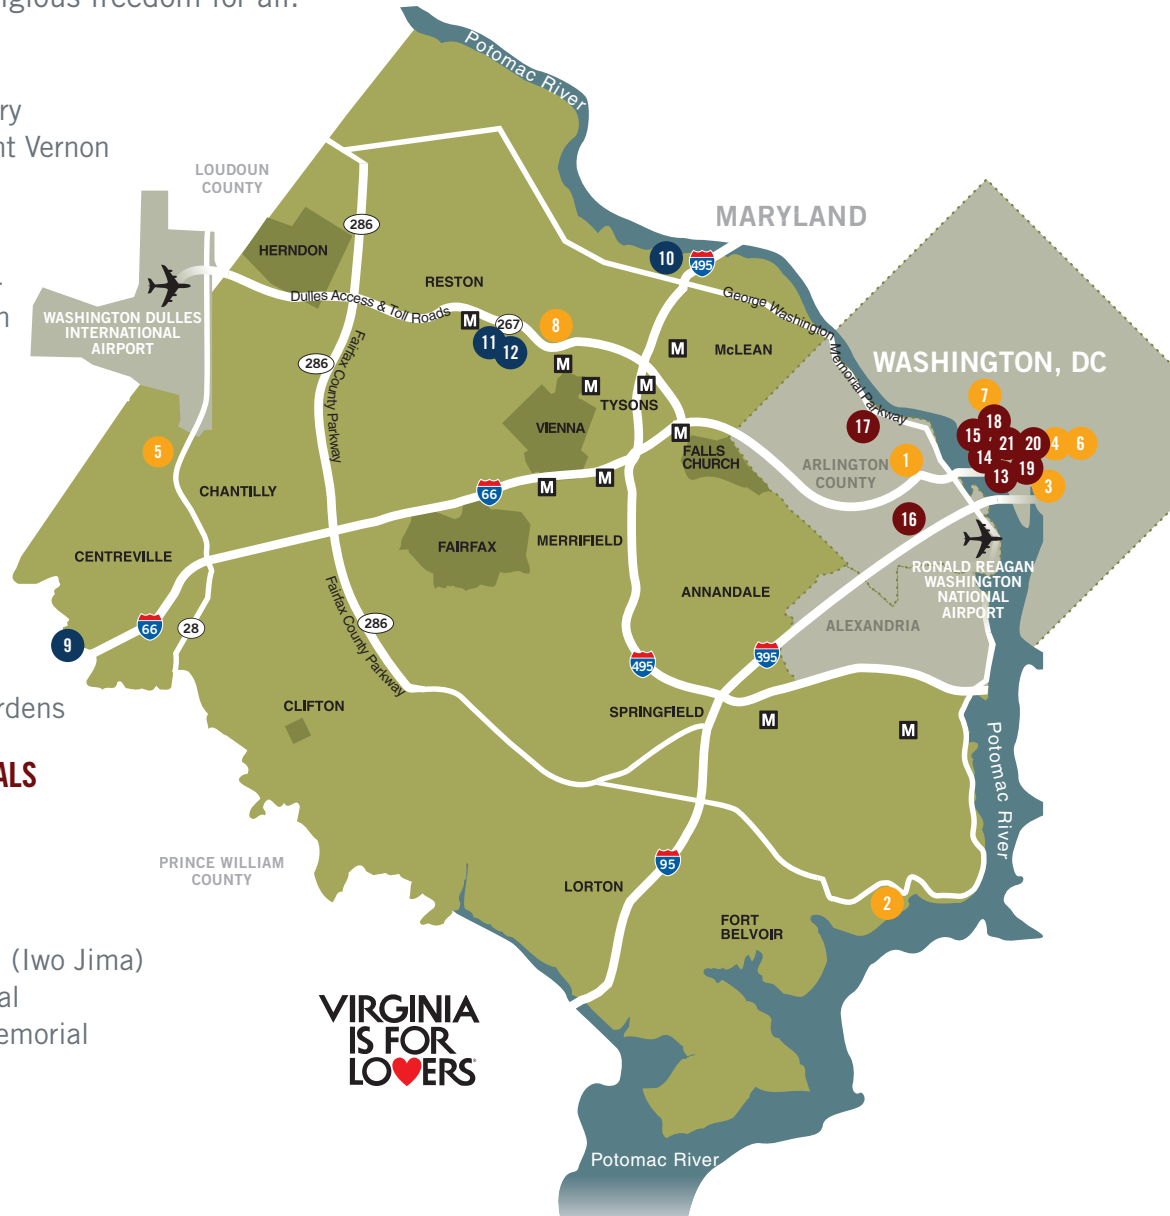 gious freedom for all.
ry
nt Vernon
n
rdens
ALS
(Iwo Jima)
al
emorial
Potomac River
LOUDOUN
COUNTY
MARYLAND
286
HERNDON
10
495
RESTON
WASHINGTON DULLES
INTERNATIONAL
AIRPORT
Dulles Access & Toll Roads
George Washington Memorial Parkway
M
267
8
11
12
M
McLEAN
WASHINGTON, DC
286
Fairfax County Parkway
M
M
M
TYSONS
7
18
17
15
21
20
4
6
VIENNA
M
FALLS
CHURCH
5
ARLINGTON
COUNTY
1
14
19
13
3
CHANTILLY
66
M
M
16
CENTREVILLE
FAIRFAX
MERRIFIELD
RONALD REAGAN
WASHINGTON
NATIONAL
AIRPORT
ANNANDALE
ALEXANDRIA
9
66
28
Fairfax County Parkway
286
495
395
CLIFTON
SPRINGFIELD
M
M
Potomac River
PRINCE WILLIAM
COUNTY
95
LORTON
2
FORT
BELVOIR
VIRGINIA
IS FOR
LO♥ERS
Potomac River